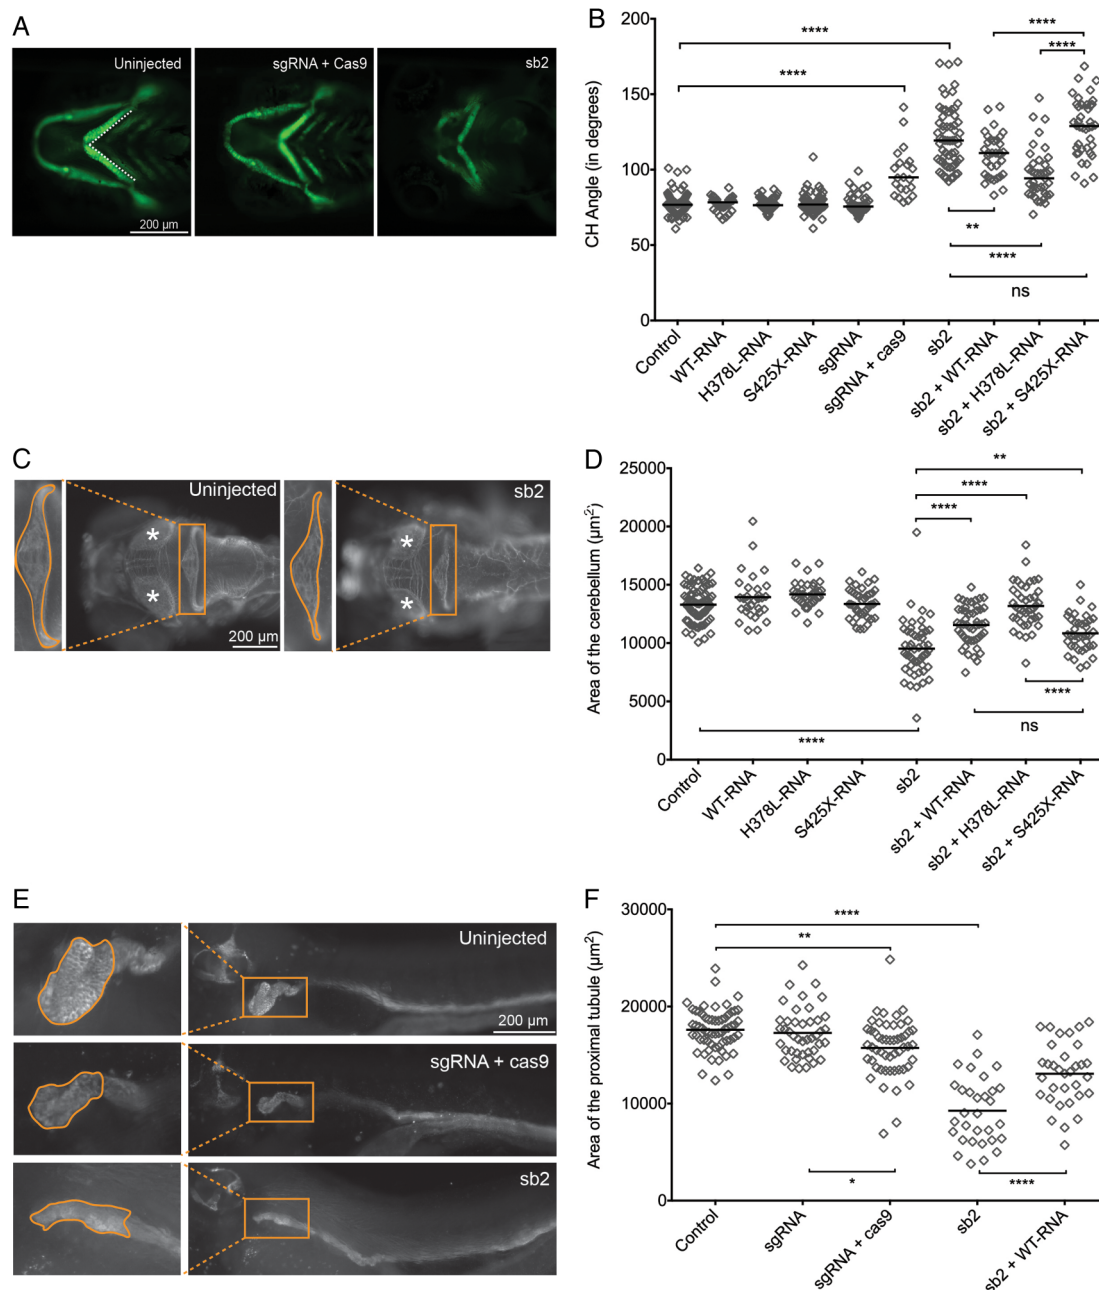 A
Uninjected
sgRNA + Cas9
sb2
200 µm
B
CH Angle (in degrees)
200
150
100
50
0
****
****
****
****
**
****
ns
Control
WT-RNA
H378L-RNA
S425X-RNA
sgRNA
sgRNA + cas9
sb2
sb2 + WT-RNA
sb2 + H378L-RNA
sb2 + S425X-RNA
C
Uninjected
sb2
*
*
*
*
200 µm
D
Area of the cerebellum (µm²)
25000
20000
15000
10000
5000
0
**
****
****
****
ns
****
Control
WT-RNA
H378L-RNA
S425X-RNA
sb2
sb2 + WT-RNA
sb2 + H378L-RNA
sb2 + S425X-RNA
E
Uninjected
200 µm
sgRNA + cas9
sb2
F
Area of the proximal tubule (µm²)
30000
20000
10000
0
****
**
*
****
Control
sgRNA
sgRNA + cas9
sb2
sb2 + WT-RNA